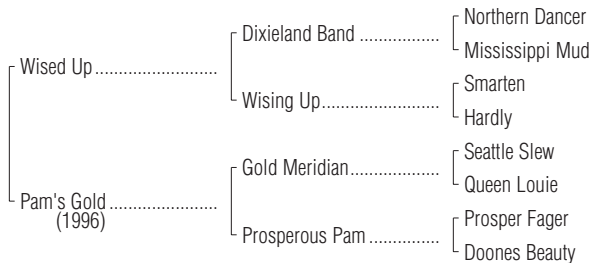 Northern Dancer
Dixieland Band ................
Mississippi Mud
Wised Up ........................
Smarten
Wising Up.......................
Hardly
Seattle Slew
Gold Meridian.................
Queen Louie
Pam's Gold .....................
(1996)
Prosper Fager
Prosperous Pam ..............
Doones Beauty